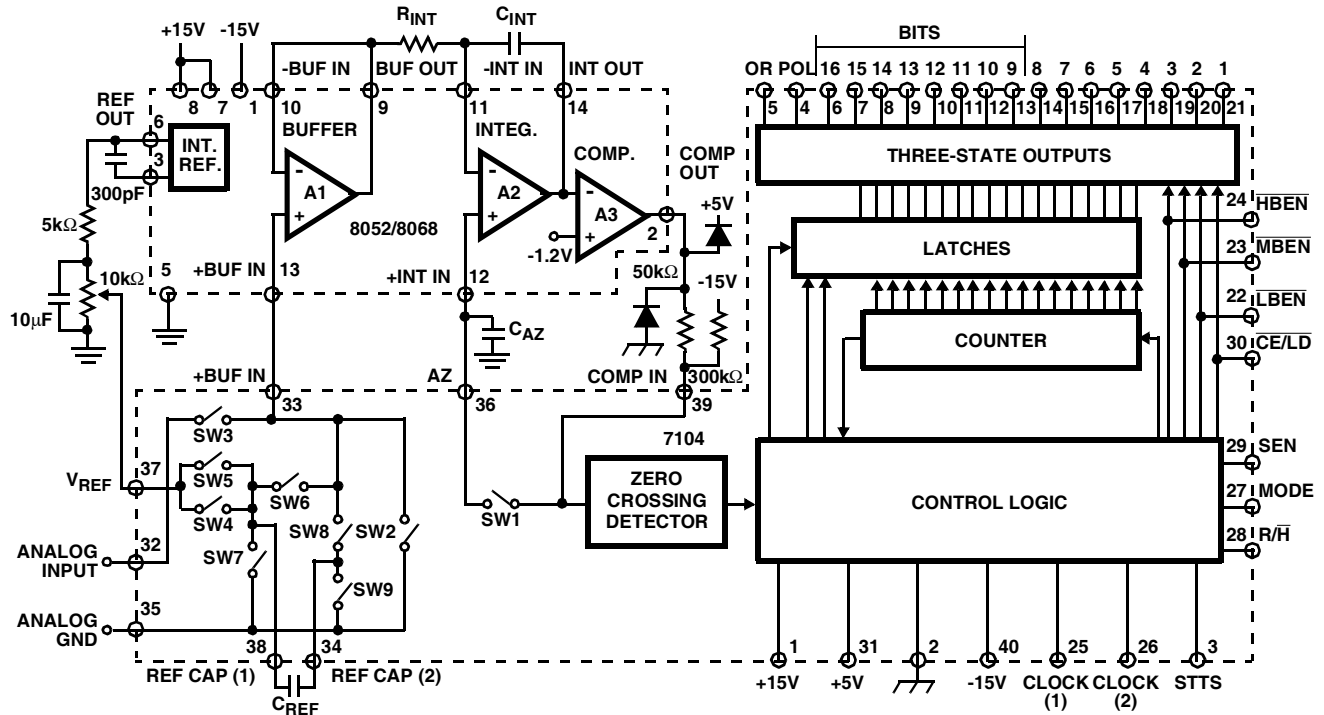 +15V -15V
R_INT C_INT
BITS
-BUF IN BUF OUT -INT IN INT OUT
OR POL 16 15 14 13 12 11 10 9 8 7 6 5 4 3 2 1
REF OUT
8 7 1 10 9 11 14
5 4 6 7 8 9 10 11 12 13 14 15 16 17 18 19 20 21
6
3
INT. REF.
300pF
BUFFER
A1
INTEG.
A2
COMP.
A3
-1.2V
8052/8068
COMP OUT
+5V
2
THREE-STATE OUTPUTS
24 HBEN
LATCHES
23 MBEN
5kΩ
5
+BUF IN 13
+INT IN 12
50kΩ
-15V
22 LBEN
10kΩ
10μF
C_AZ
COUNTER
30 CE/LD
+BUF IN
33
AZ
36
COMP IN
300kΩ
39
SW3
7104
V_REF
37
SW5
SW4
SW6
SW7
SW8
SW2
SW9
SW1
ZERO CROSSING DETECTOR
CONTROL LOGIC
29 SEN
27 MODE
28 R/H
ANALOG INPUT
32
ANALOG GND
35
38
34
REF CAP (1)
C_REF
REF CAP (2)
1 31 2 40 25 26 3
+15V +5V -15V CLOCK (1) CLOCK (2) STTS